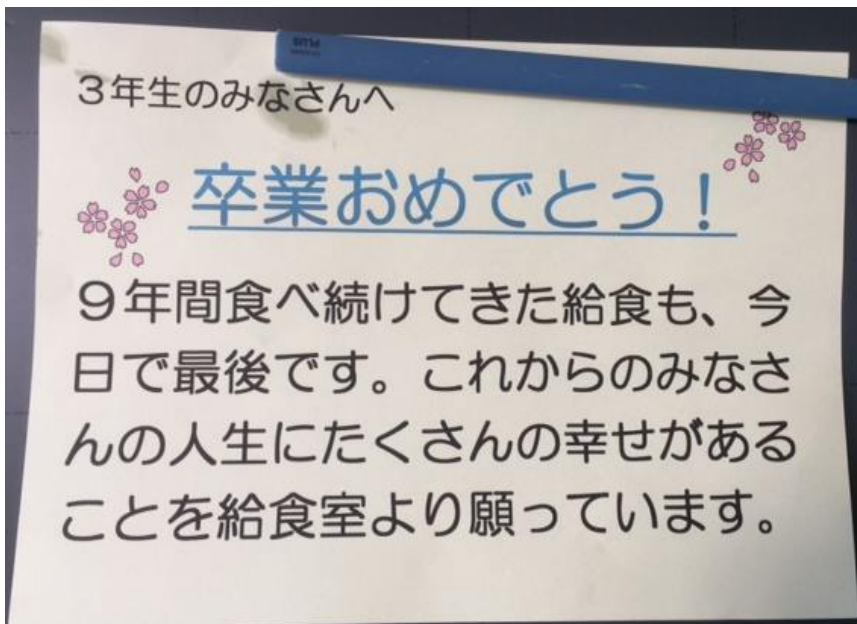 PLUS
3年生のみなさんへ
卒業おめでとう！
9年間食べ続けてきた給食も、今
日で最後です。これからのみなさ
んの人生にたくさんの幸せがある
ことを給食室より願っています。